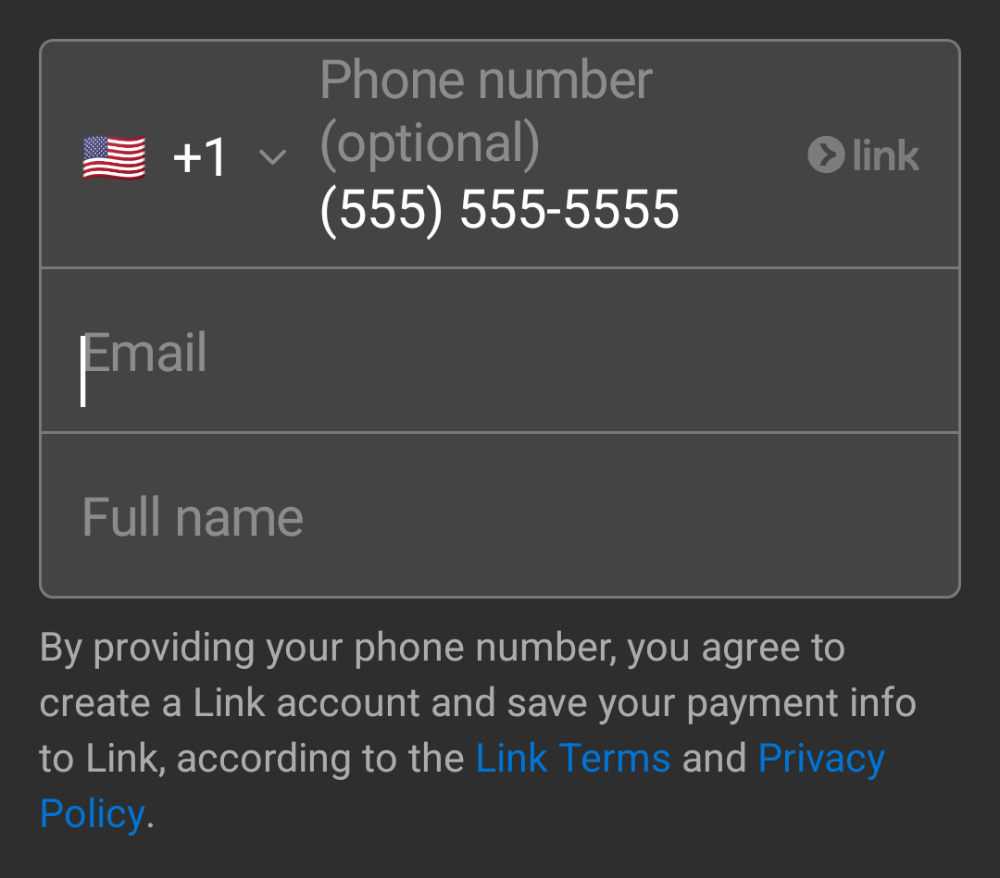 Phone number
(optional)
+1
(555) 555-5555
link
Email
Full name
By providing your phone number, you agree to
create a Link account and save your payment info
to Link, according to the Link Terms and Privacy
Policy.